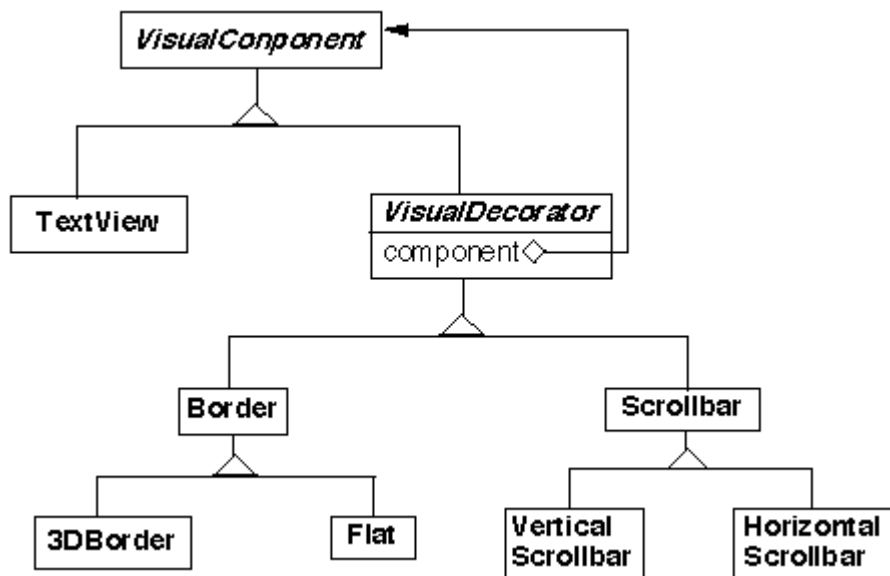 VisualConponent
TextView
VisualDecorator
component
Border
Scrollbar
3DBorder
Flat
Vertical
Scrollbar
Horizontal
Scrollbar